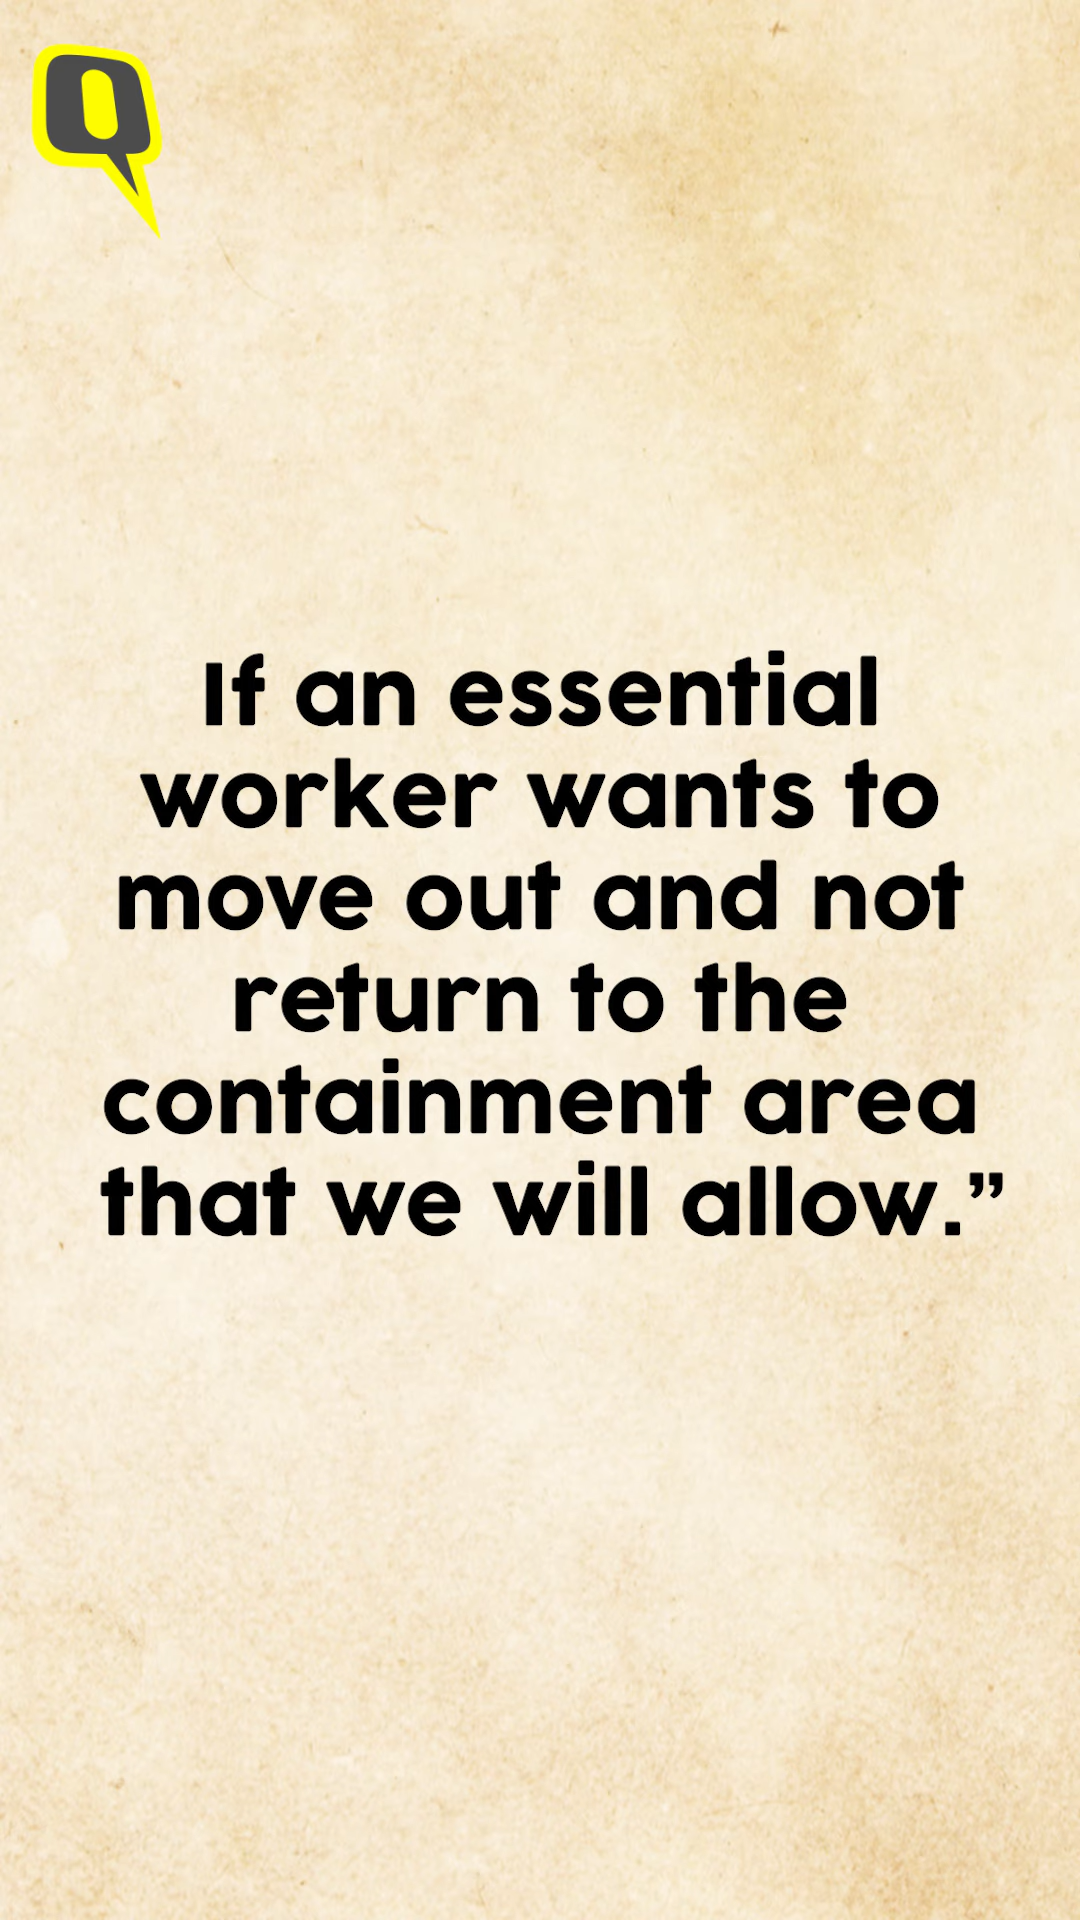 Q
If an essential
worker wants to
move out and not
return to the
containment area
that we will allow.”